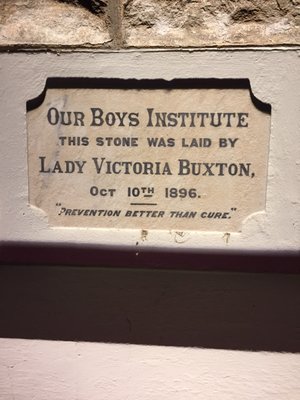 OUR BOYS INSTITUTE
THIS STONE WAS LAID BY
LADY VICTORIA BUXTON,
OCT 10TH 1896.
"PREVENTION BETTER THAN CURE."